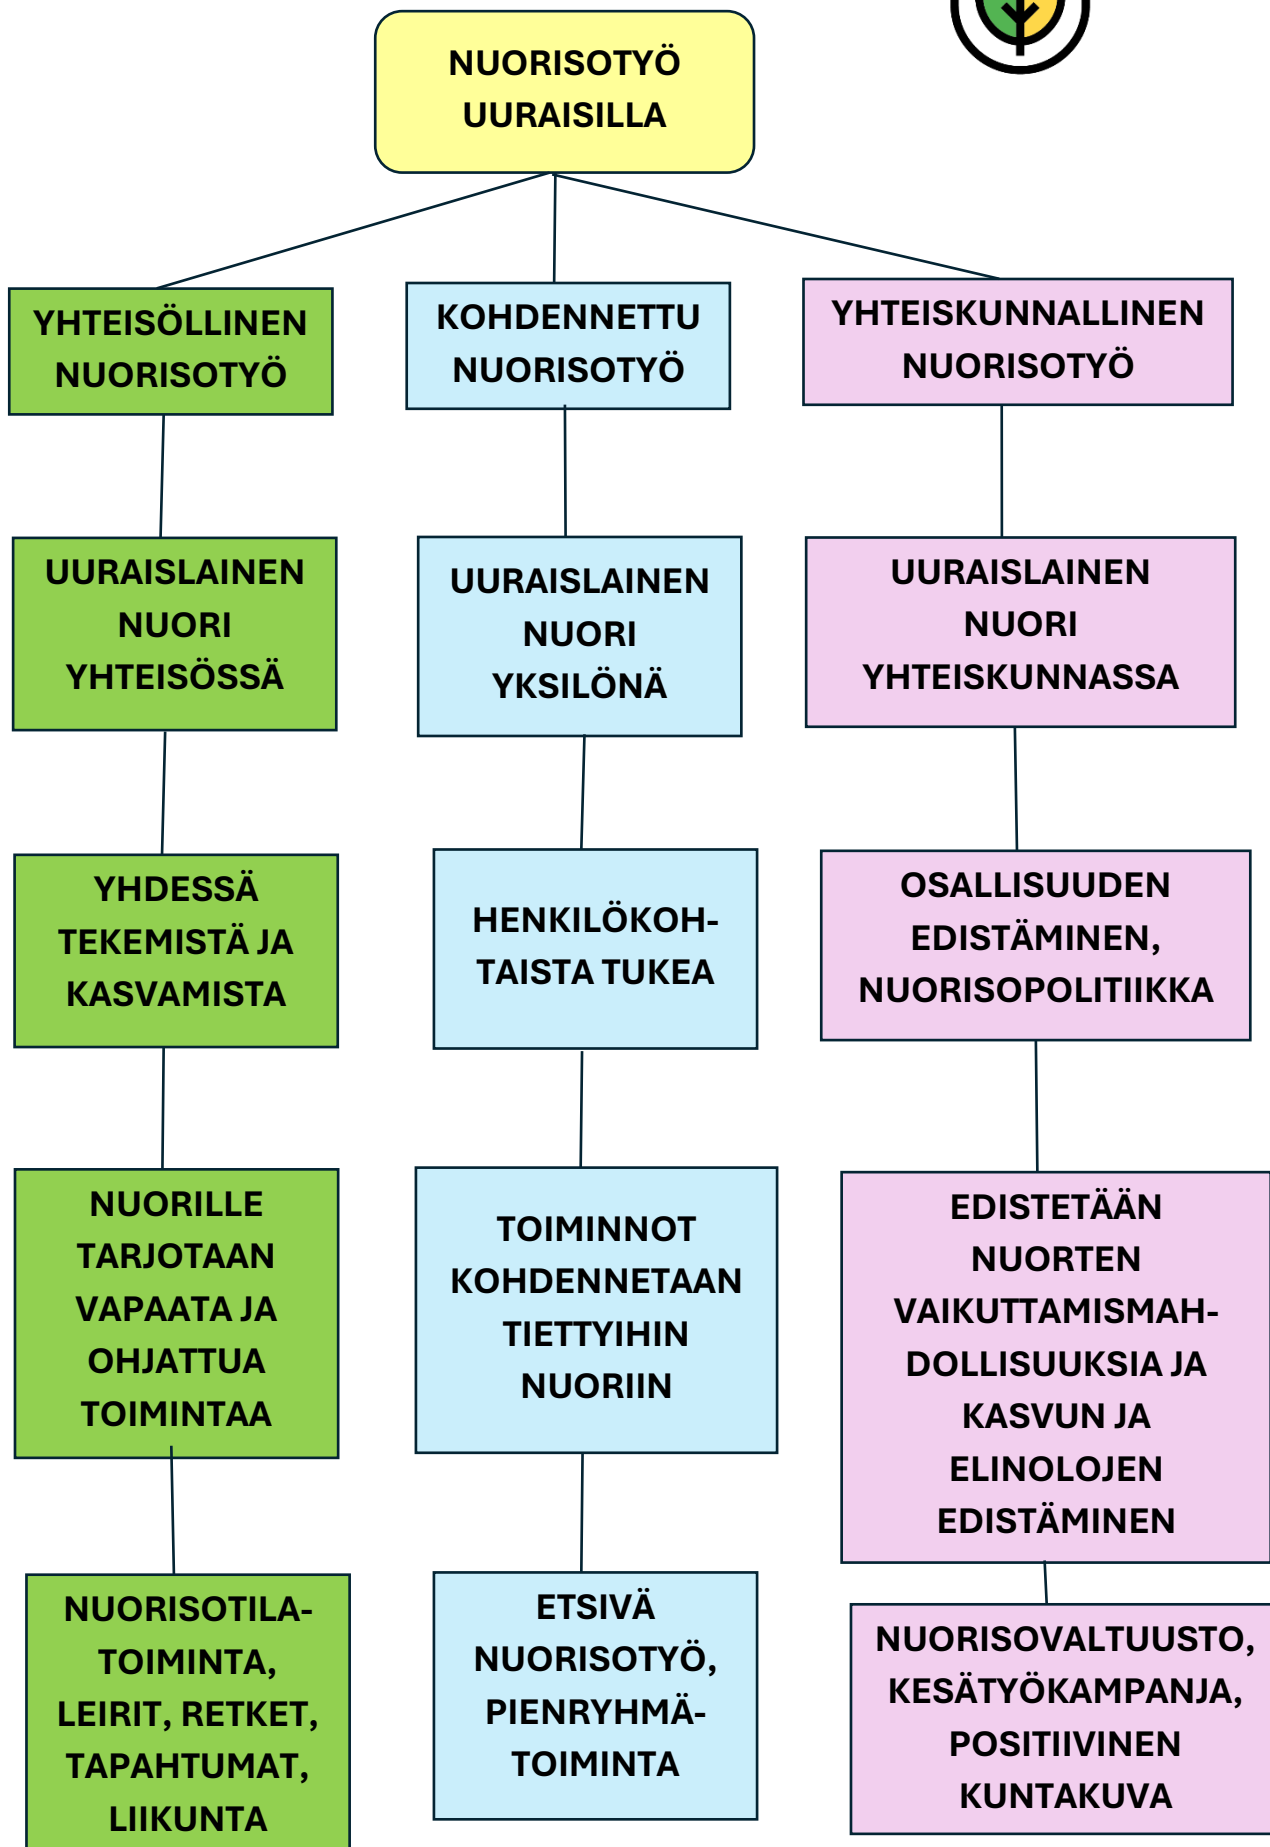 NUORISOTYÖ
UURAISILLA
YHTEISÖLLINEN
NUORISOTYÖ
KOHDENNETTU
NUORISOTYÖ
YHTEISKUNNALLINEN
NUORISOTYÖ
UURAISLAINEN
NUORI
YHTEISÖSSÄ
UURAISLAINEN
NUORI
YKSILÖNÄ
UURAISLAINEN
NUORI
YHTEISKUNNASSA
YHDESSÄ
TEKEMISTÄ JA
KASVAMISTA
HENKILÖKOH-
TAISTA TUKEA
OSALLISUUDEN
EDISTÄMINEN,
NUORISOPOLITIIKKA
NUORILLE
TARJOTAAN
VAPAATA JA
OHJATTUA
TOIMINTAA
TOIMINNOT
KOHDENNETAAN
TIETTYIHIN
NUORIIN
EDISTETÄÄN
NUORTEN
VAIKUTTAMISMAH-
DOLLISUUKSIA JA
KASVUN JA
ELINOLOJEN
EDISTÄMINEN
NUORISOTILA-
TOIMINTA,
LEIRIT, RETKET,
TAPAHTUMAT,
LIIKUNTA
ETSIVÄ
NUORISOTYÖ,
PIENRYHMÄ-
TOIMINTA
NUORISOVALTUUSTO,
KESÄTYÖKAMPANJA,
POSITIIVINEN
KUNTAKUVA